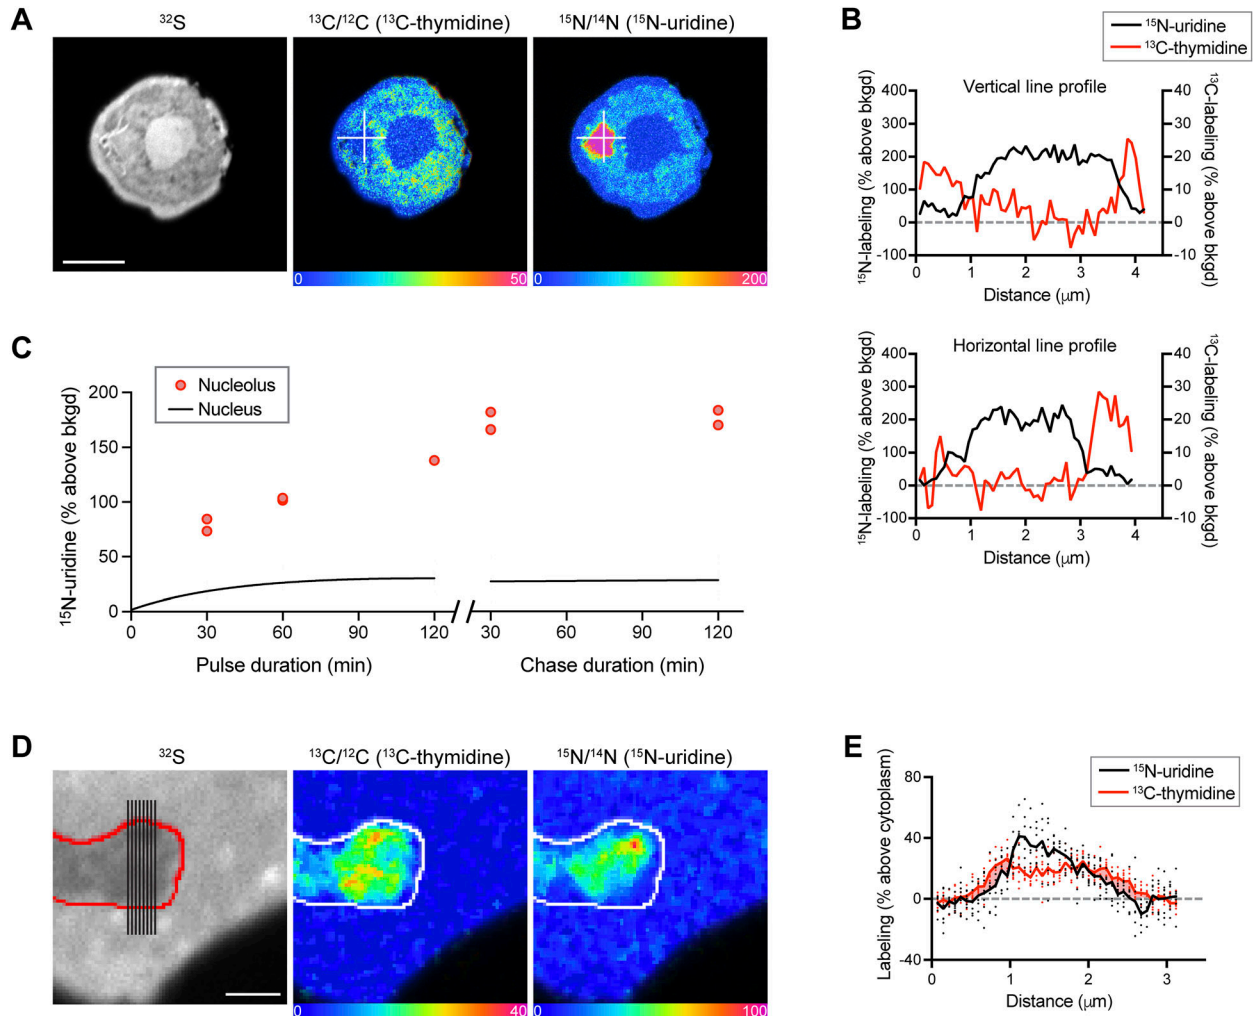 A
³²S
¹³C/¹²C (¹³C-thymidine)
¹⁵N/¹⁴N (¹⁵N-uridine)
0
50
0
200
B
¹⁵N-uridine
¹³C-thymidine
Vertical line profile
400
300
200
100
0
-100
40
30
20
10
0
-10
¹⁵N-labeling (% above bkgd)
¹³C-labeling (% above bkgd)
0 1 2 3 4
Distance (μm)
Horizontal line profile
400
300
200
100
0
-100
40
30
20
10
0
-10
¹⁵N-labeling (% above bkgd)
¹³C-labeling (% above bkgd)
0 1 2 3 4
Distance (μm)
C
Nucleolus
Nucleus
200
150
100
50
0
¹⁵N-uridine (% above bkgd)
0 30 60 90 120 30 60 90 120
Pulse duration (min)
Chase duration (min)
D
³²S
¹³C/¹²C (¹³C-thymidine)
¹⁵N/¹⁴N (¹⁵N-uridine)
0
40
0
100
E
¹⁵N-uridine
¹³C-thymidine
80
40
0
-40
Labeling (% above cytoplasm)
0 1 2 3
Distance (μm)